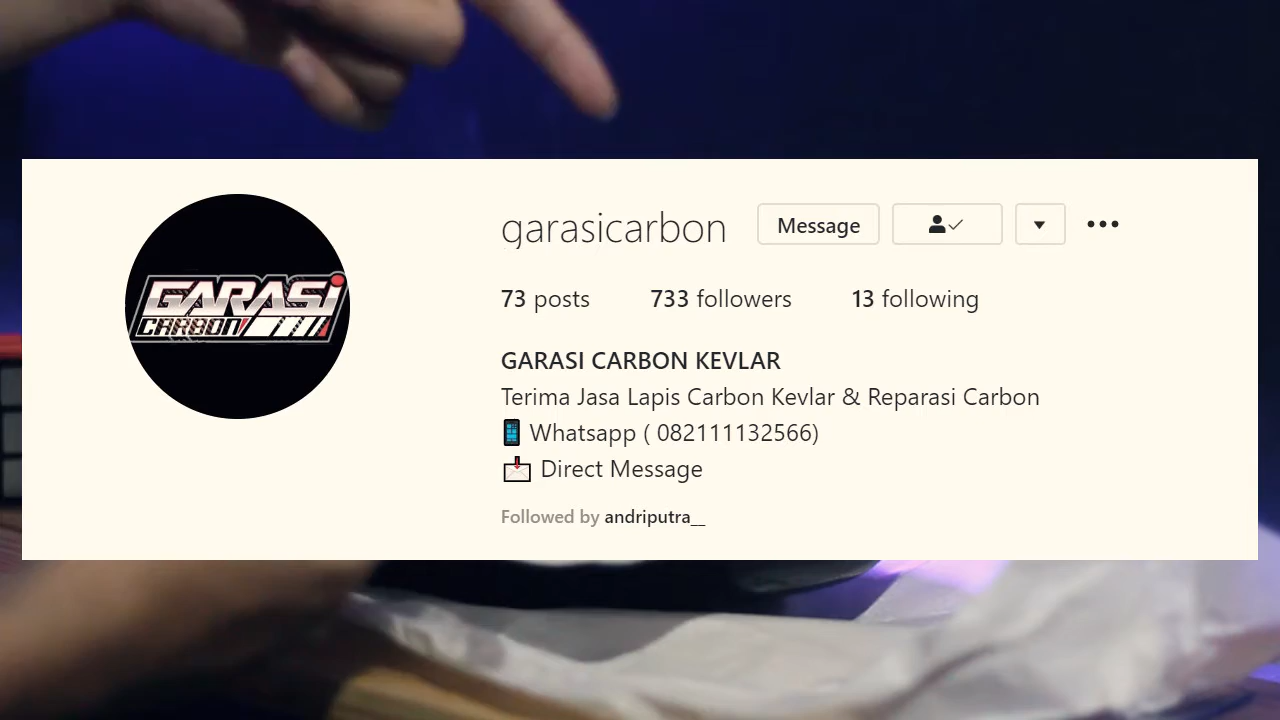 GARASi
CARBON
garasicarbon
Message
73 posts 733 followers 13 following
GARASI CARBON KEVLAR
Terima Jasa Lapis Carbon Kevlar & Reparasi Carbon
📱 Whatsapp ( 082111132566)
📩 Direct Message
Followed by andriputra__